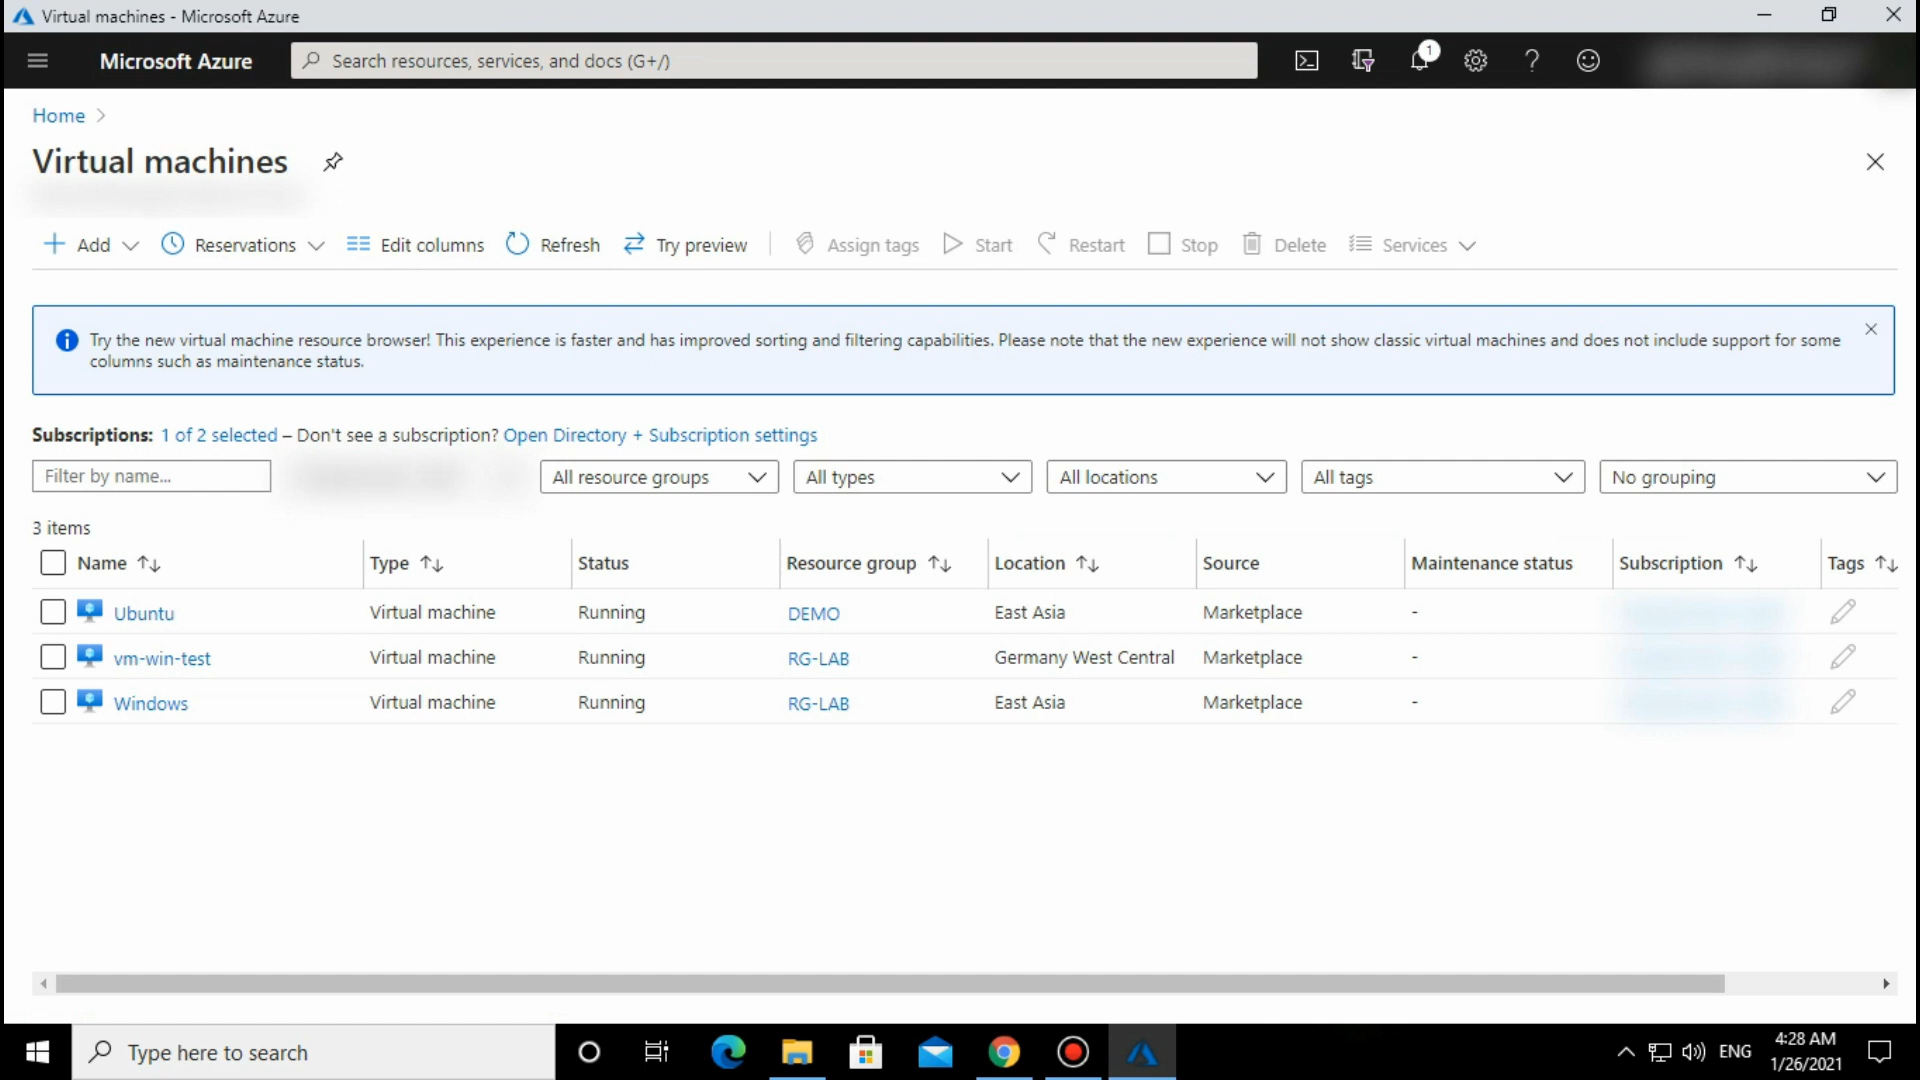 Virtual machines - Microsoft Azure
Microsoft Azure
Search resources, services, and docs (G+/)
1
Home
Virtual machines
Add
Reservations
Edit columns
Refresh
Try preview
Assign tags
Start
Restart
Stop
Delete
Services
Try the new virtual machine resource browser! This experience is faster and has improved sorting and filtering capabilities. Please note that the new experience will not show classic virtual machines and does not include support for some
columns such as maintenance status.
Subscriptions: 1 of 2 selected – Don't see a subscription? Open Directory + Subscription settings
Filter by name... All resource groups All types All locations All tags No grouping
3 items
Name Type Status Resource group Location Source Maintenance status Subscription Tags
Ubuntu Virtual machine Running DEMO East Asia Marketplace -
vm-win-test Virtual machine Running RG-LAB Germany West Central Marketplace -
Windows Virtual machine Running RG-LAB East Asia Marketplace -
Type here to search
ENG
4:28 AM
1/26/2021